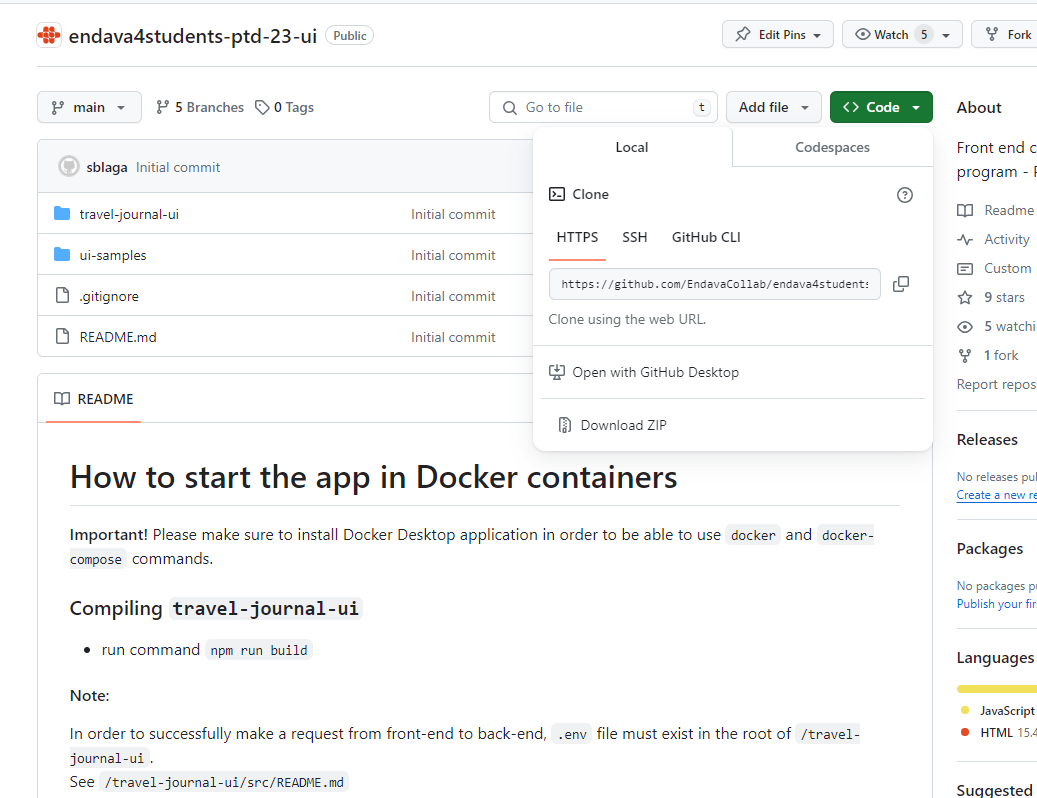 endava4students-ptd-23-ui Public
Edit Pins
Watch 5
Fork
main
5 Branches
0 Tags
Go to file t
Add file
Code
sblaga Initial commit
travel-journal-ui Initial commit
ui-samples Initial commit
.gitignore Initial commit
README.md Initial commit
Local
Codespaces
Clone
HTTPS SSH GitHub CLI
https://github.com/EndavaCollab/endava4students
Clone using the web URL.
Open with GitHub Desktop
Download ZIP
README
How to start the app in Docker containers
Important! Please make sure to install Docker Desktop application in order to be able to use docker and docker-
compose commands.
Compiling travel-journal-ui
run command npm run build
Note:
In order to successfully make a request from front-end to back-end, .env file must exist in the root of /travel-
journal-ui .
See /travel-journal-ui/src/README.md
About
Front end c
program -
Readme
Activity
Custom
9 stars
5 watchi
1 fork
Report repos
Releases
No releases pu
Create a new re
Packages
No packages p
Publish your fir
Languages
JavaScript
HTML 15.4
Suggested